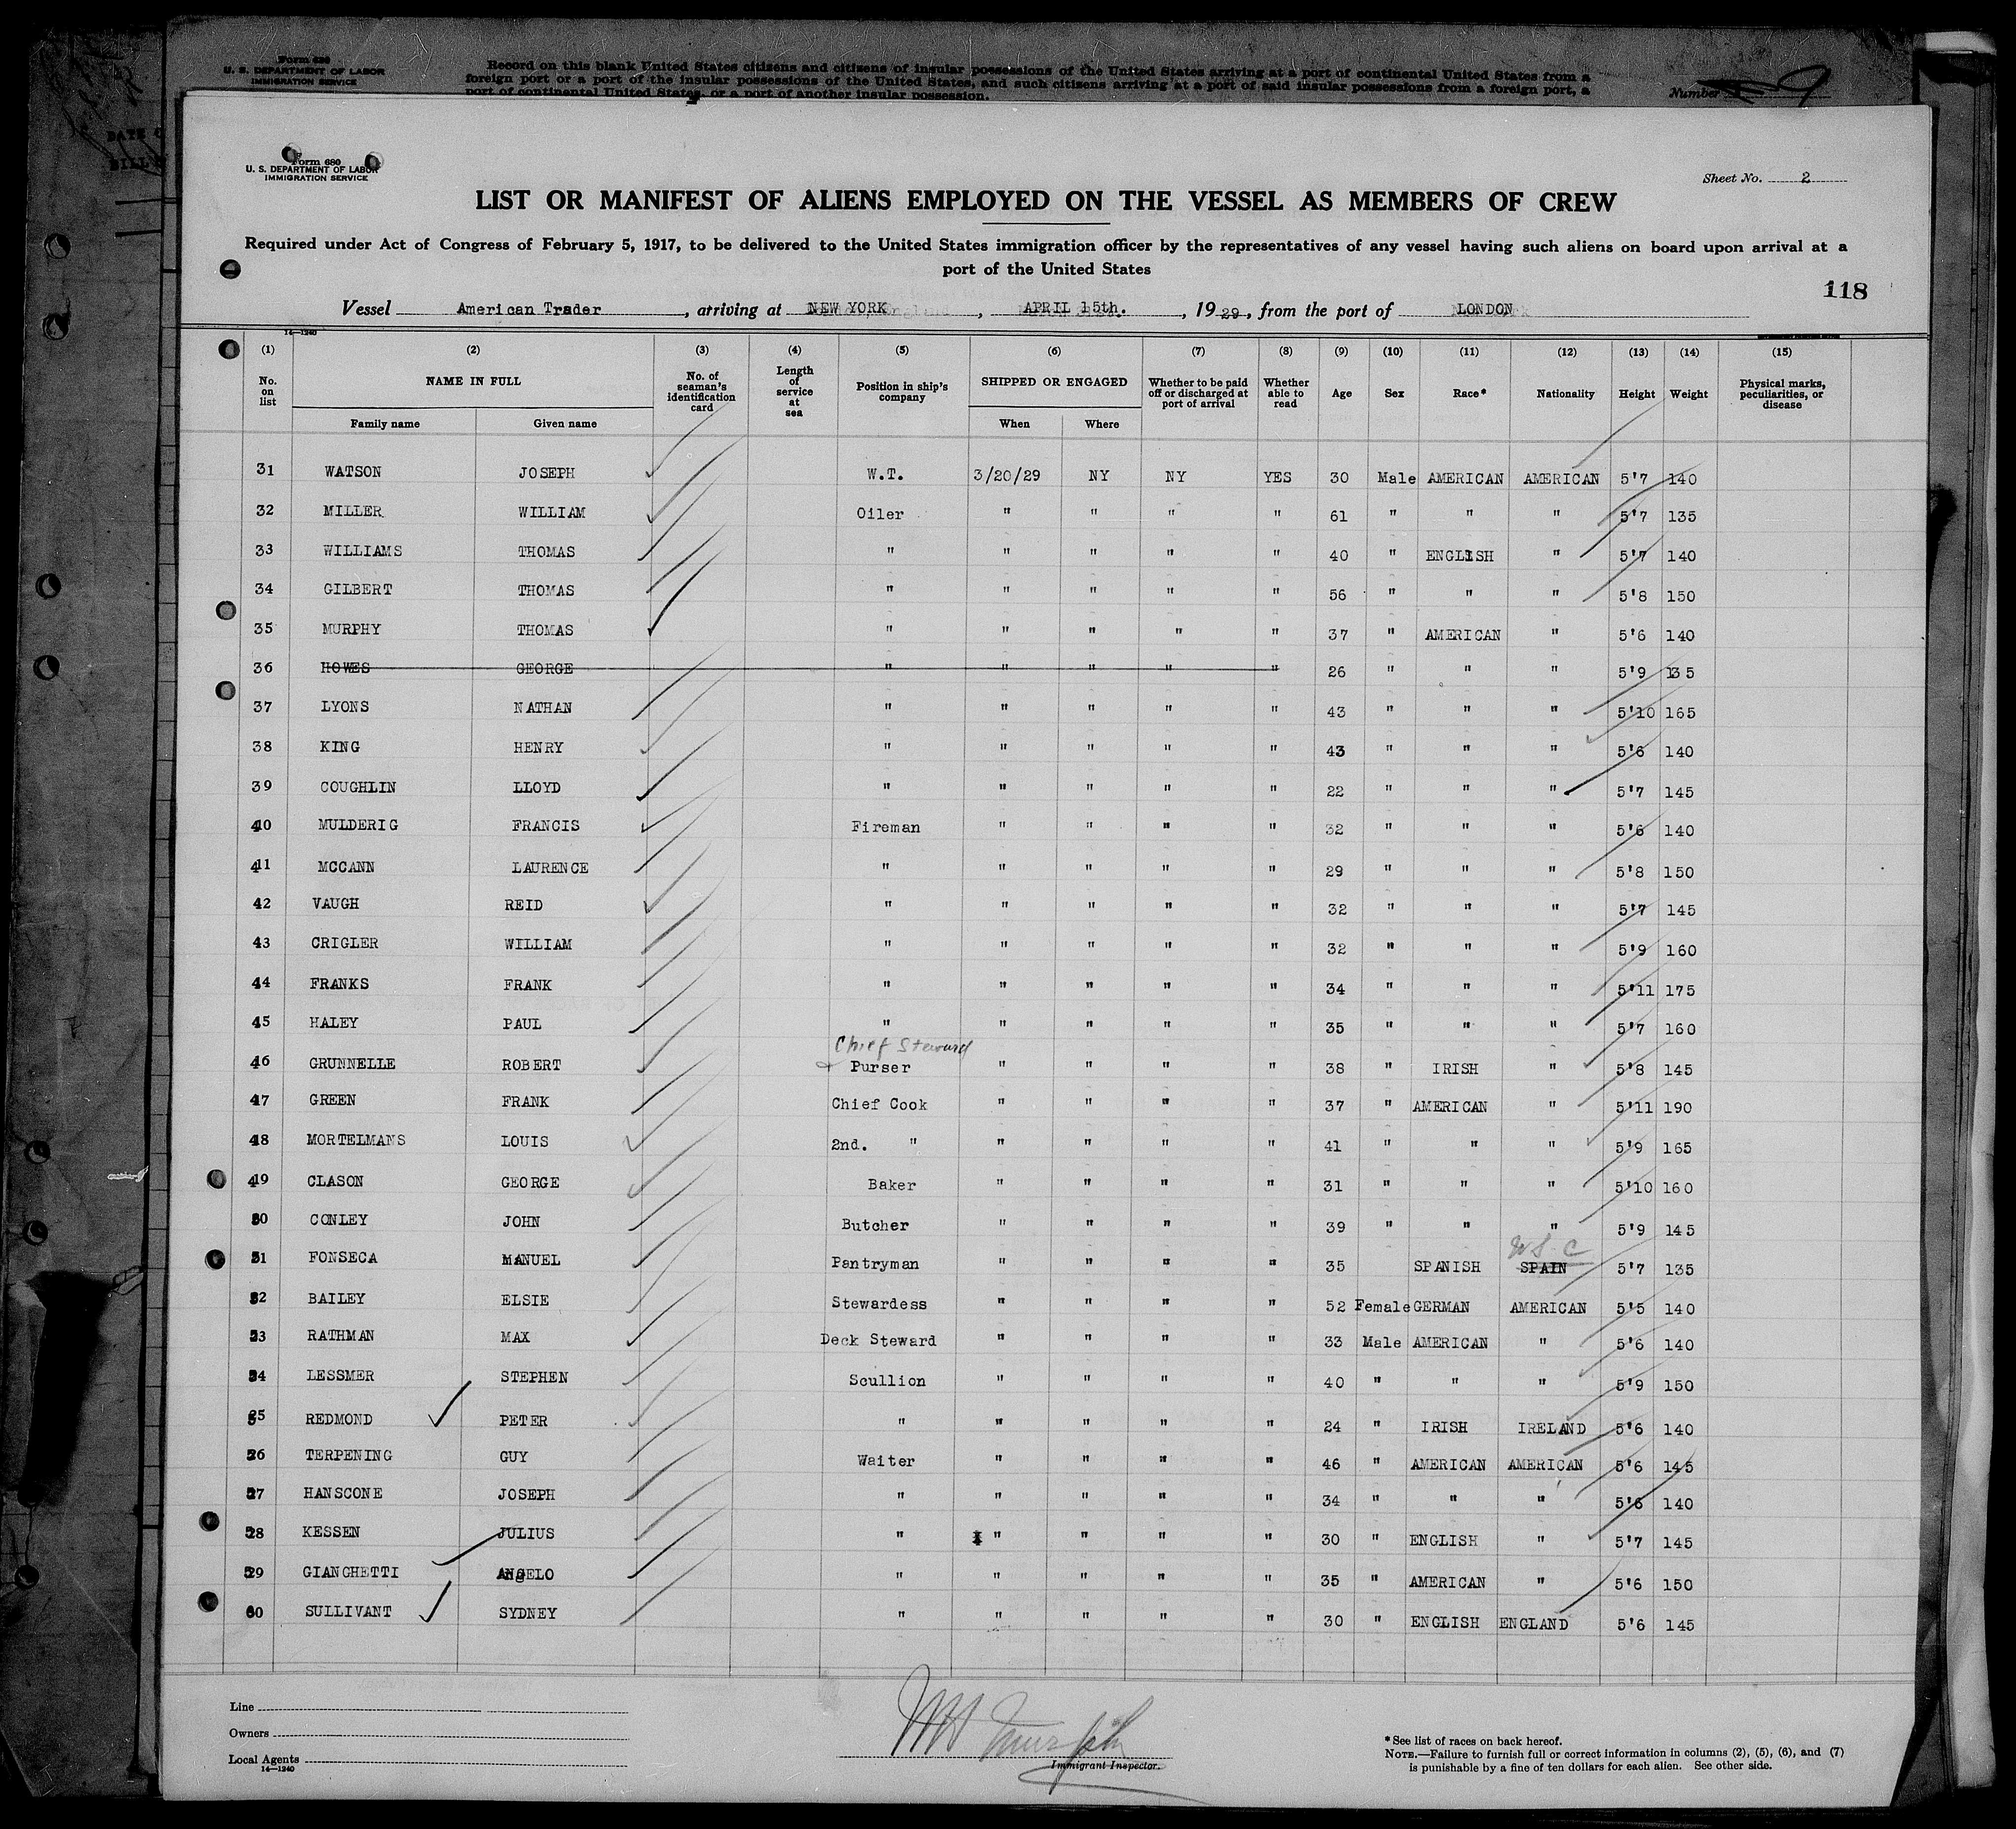 Form 630
U. S. DEPARTMENT OF LABOR
IMMIGRATION SERVICE
Record on this blank United States citizens and citizens of insular possessions of the United States arriving at a port of continental United States from a
foreign port or a port of the insular possessions of the United States, and such citizens arriving at a port of said insular possessions from a foreign port, a
port of continental United States, or a port of another insular possession.
Number 9
Form 680
U. S. DEPARTMENT OF LABOR
IMMIGRATION SERVICE
Sheet No. 2
LIST OR MANIFEST OF ALIENS EMPLOYED ON THE VESSEL AS MEMBERS OF CREW
Required under Act of Congress of February 5, 1917, to be delivered to the United States immigration officer by the representatives of any vessel having such aliens on board upon arrival at a
port of the United States
118
Vessel American Trader, arriving at NEW YORK, APRIL 15th., 1929, from the port of LONDON
14—1240
(1) (2) (3) (4) (5) (6) (7) (8) (9) (10) (11) (12) (13) (14) (15)
No. on list NAME IN FULL No. of seaman's identification card Length of service at sea Position in ship's company SHIPPED OR ENGAGED Whether to be paid off or discharged at port of arrival Whether able to read Age Sex Race* Nationality Height Weight Physical marks, peculiarities, or disease
Family name Given name When Where
31 WATSON JOSEPH W.T. 3/20/29 NY NY YES 30 Male AMERICAN AMERICAN 5'7 140
32 MILLER WILLIAM Oiler " " " " 61 " " " 5'7 135
33 WILLIAMS THOMAS " " " " " 40 " ENGLISH " 5'7 140
34 GILBERT THOMAS " " " " " 56 " " " 5'8 150
35 MURPHY THOMAS " " " " " 37 " AMERICAN " 5'6 140
36 HOWES GEORGE " " " " " 26 " " " 5'9 135
37 LYONS NATHAN " " " " " 43 " " " 5'10 165
38 KING HENRY " " " " " 43 " " " 5'6 140
39 COUGHLIN LLOYD " " " " " 22 " " " 5'7 145
40 MULDERIG FRANCIS Fireman " " " " 32 " " " 5'6 140
41 MCCANN LAURENCE " " " " " 29 " " " 5'8 150
42 VAUGH REID " " " " " 32 " " " 5'7 145
43 CRIGLER WILLIAM " " " " " 32 " " " 5'9 160
44 FRANKS FRANK " " " " " 34 " " " 5'11 175
45 HALEY PAUL " " " " " 35 " " " 5'7 160
Chief Steward
46 GRUNNELLE ROBERT Purser " " " " 38 " IRISH " 5'8 145
47 GREEN FRANK Chief Cook " " " " 37 " AMERICAN " 5'11 190
48 MORTELMANS LOUIS 2nd. " " " " " 41 " " " 5'9 165
49 CLASON GEORGE Baker " " " " 31 " " " 5'10 160
50 CONLEY JOHN Butcher " " " " 39 " " " 5'9 145
U S C
51 FONSECA MANUEL Pantryman " " " " 35 SPANISH SPAIN 5'7 135
52 BAILEY ELSIE Stewardess " " " " 52 Female GERMAN AMERICAN 5'5 140
53 RATHMAN MAX Deck Steward " " " " 33 Male AMERICAN " 5'6 140
54 LESSMER STEPHEN Scullion " " " " 40 " " " 5'9 150
55 REDMOND PETER " " " " " 24 " IRISH IRELAND 5'6 140
56 TERPENING GUY Waiter " " " " 46 " AMERICAN AMERICAN 5'6 145
57 HANSCONE JOSEPH " " " " " 34 " " " 5'6 140
58 KESSEN JULIUS " " " " " 30 " ENGLISH " 5'7 145
59 GIANGHETTI ANGELO " " " " " 35 " AMERICAN " 5'6 150
60 SULLIVANT SYDNEY " " " " " 30 " ENGLISH ENGLAND 5'6 145
Line
Owners
Local Agents
14—1240
Murphy
Immigrant Inspector.
*See list of races on back hereof.
NOTE.—Failure to furnish full or correct information in columns (2), (5), (6), and (7)
is punishable by a fine of ten dollars for each alien. See other side.